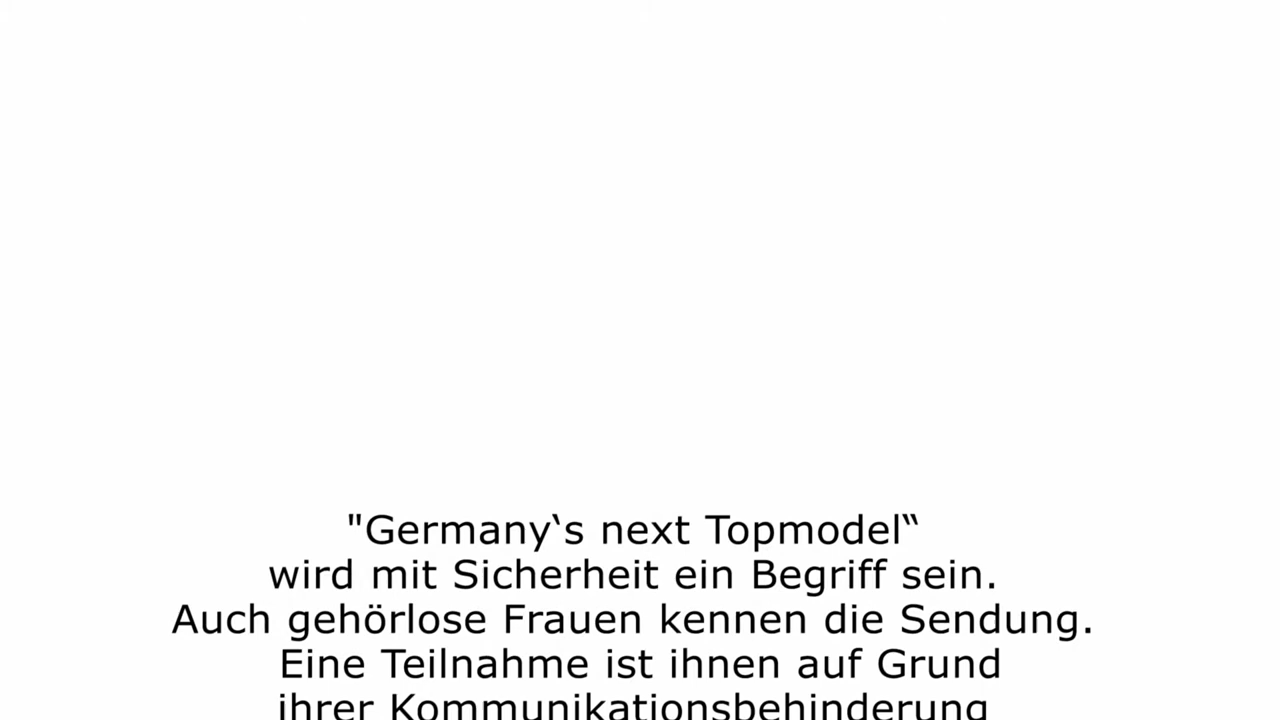 "Germany‘s next Topmodel“
wird mit Sicherheit ein Begriff sein.
Auch gehörlose Frauen kennen die Sendung.
Eine Teilnahme ist ihnen auf Grund
ihrer Kommunikationsbehinderung